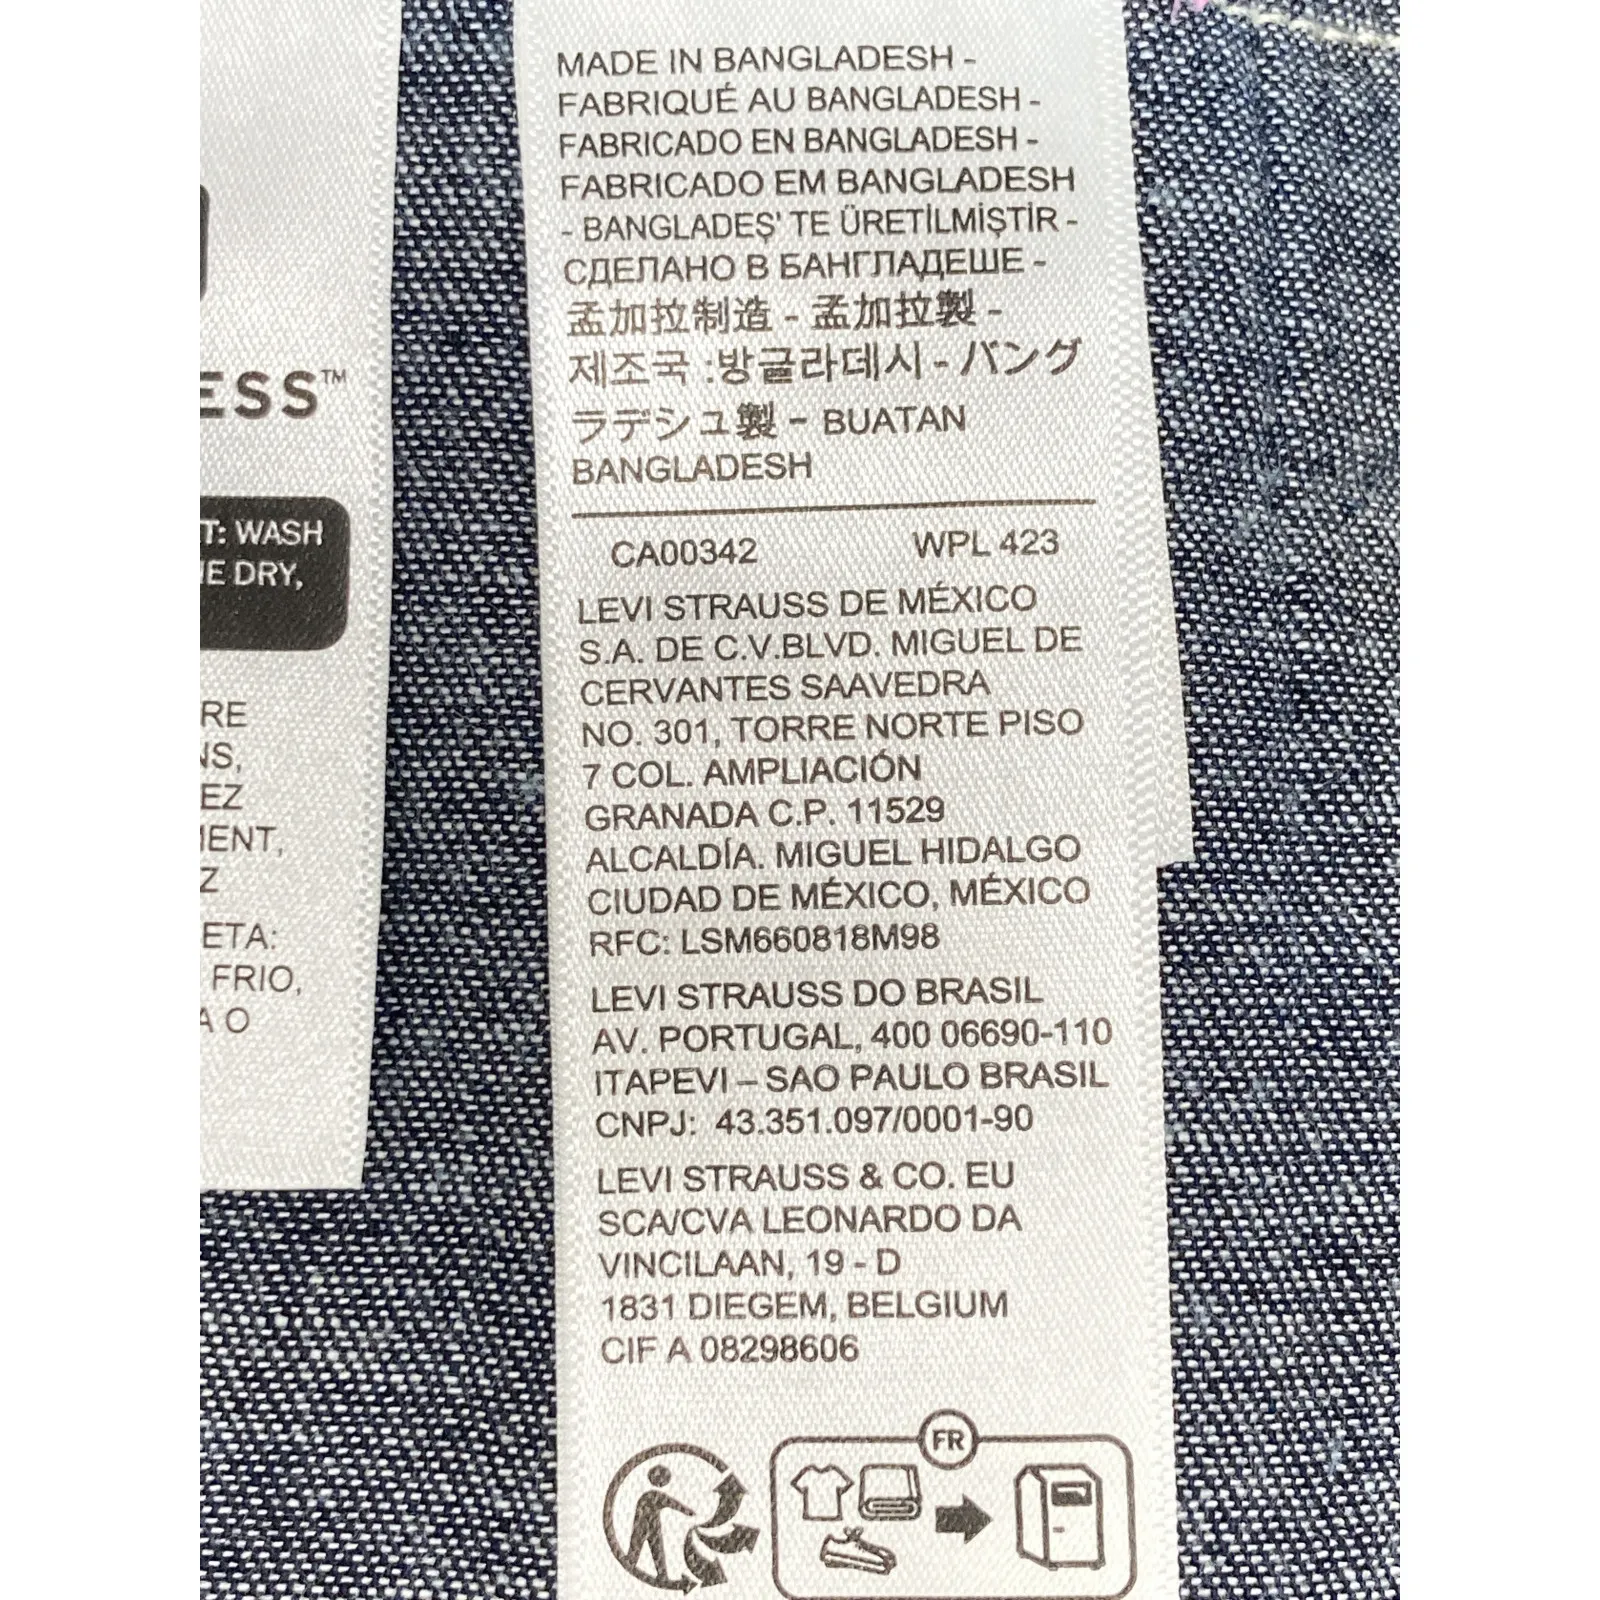 ESS™
T: WASH
E DRY,
RE
NS,
EZ
MENT,
Z
ETA:
FRIO,
A O
MADE IN BANGLADESH -
FABRIQUÉ AU BANGLADESH -
FABRICADO EN BANGLADESH -
FABRICADO EM BANGLADESH
- BANGLADEŞ' TE ÜRETİLMİŞTİR -
СДЕЛАНО В БАНГЛАДЕШЕ -
孟加拉制造 - 孟加拉製 -
제조국 :방글라데시 - バング
ラデシュ製 - BUATAN
BANGLADESH
CA00342 WPL 423
LEVI STRAUSS DE MÉXICO
S.A. DE C.V.BLVD. MIGUEL DE
CERVANTES SAAVEDRA
NO. 301, TORRE NORTE PISO
7 COL. AMPLIACIÓN
GRANADA C.P. 11529
ALCALDÍA. MIGUEL HIDALGO
CIUDAD DE MÉXICO, MÉXICO
RFC: LSM660818M98
LEVI STRAUSS DO BRASIL
AV. PORTUGAL, 400 06690-110
ITAPEVI – SAO PAULO BRASIL
CNPJ: 43.351.097/0001-90
LEVI STRAUSS & CO. EU
SCA/CVA LEONARDO DA
VINCILAAN, 19 - D
1831 DIEGEM, BELGIUM
CIF A 08298606
FR